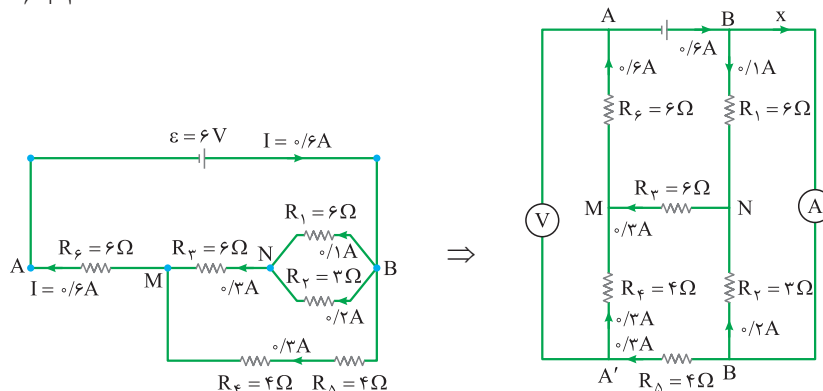 ε = ۶V
I = ۰/۶A
R۱ = ۶Ω
۰/۱A
R۲ = ۳Ω
۰/۲A
A
R۶ = ۶Ω
I = ۰/۶A
M
R۳ = ۶Ω
۰/۳A
N
B
۰/۳A
R۴ = ۴Ω
R۵ = ۴Ω
⇒
A
B
x
۰/۶A
۰/۶A
۰/۱A
R۶ = ۶Ω
R۱ = ۶Ω
V
M
R۳ = ۶Ω
۰/۳A
N
A
R۴ = ۴Ω
R۲ = ۳Ω
۰/۳A
۰/۳A
۰/۲A
A'
R۵ = ۴Ω
B